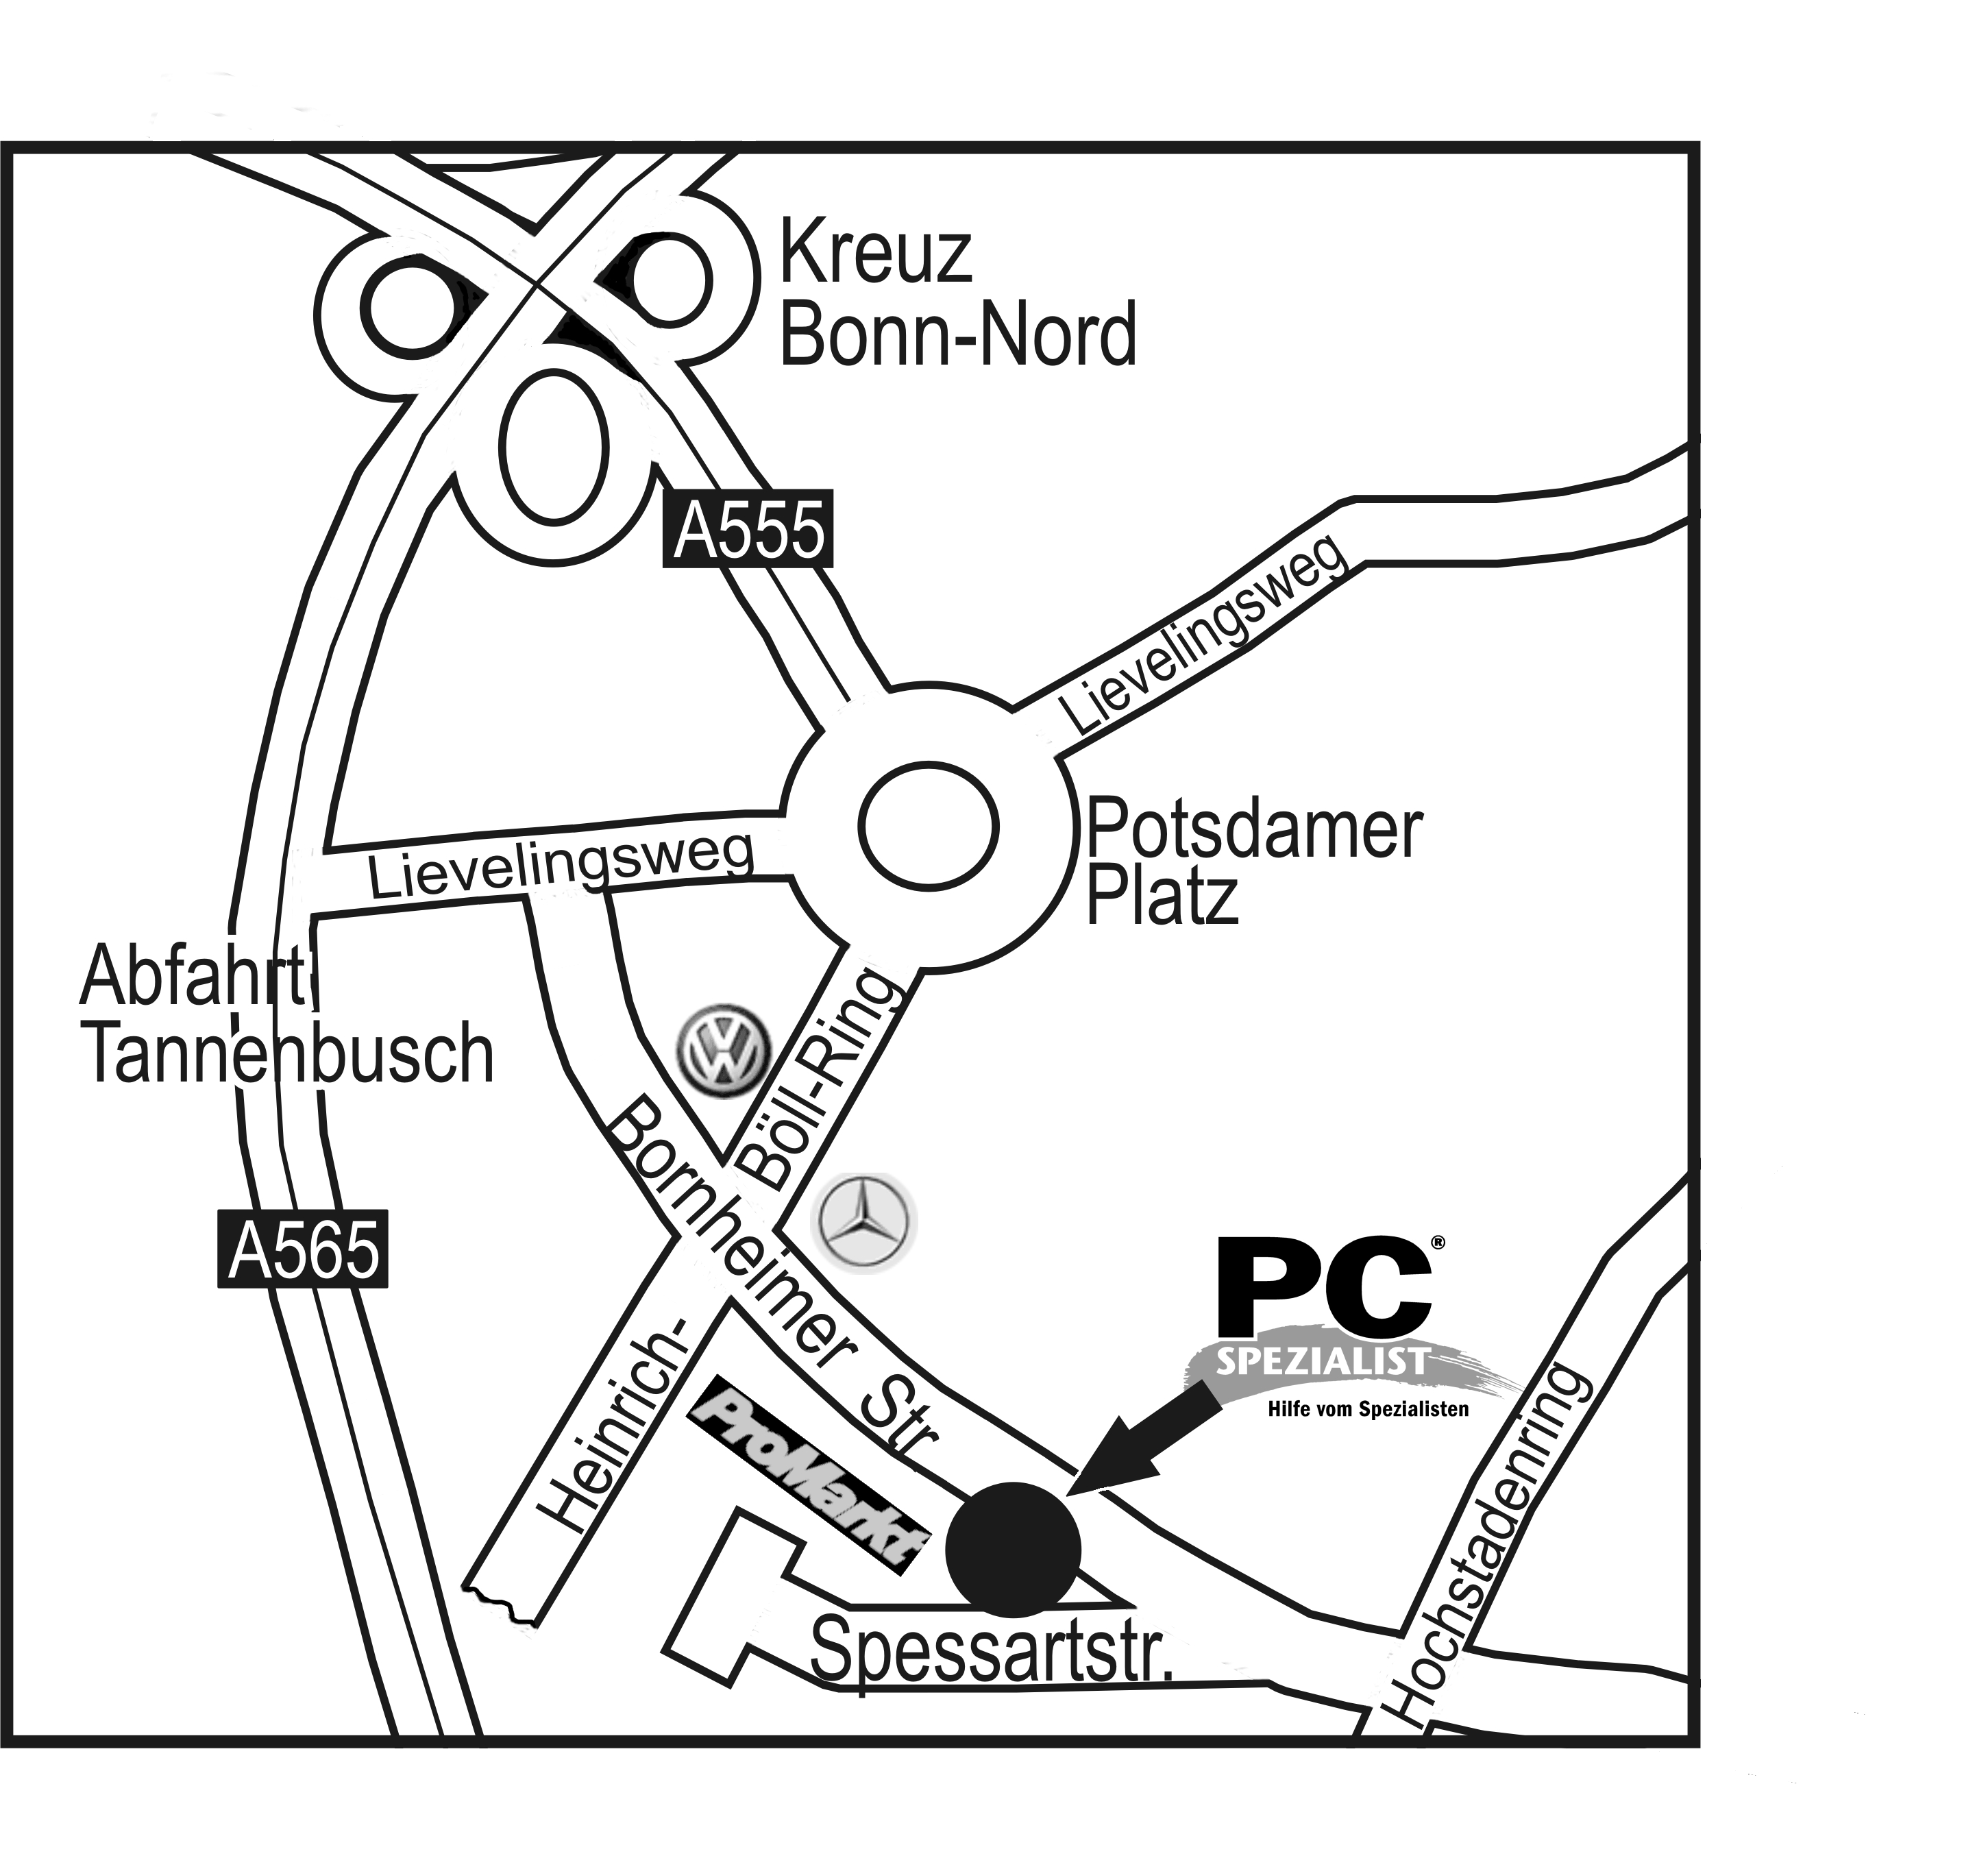 Kreuz
Bonn-Nord
A555
Lievelingsweg
Potsdamer
Platz
Lievelingsweg
Abfahrt
Tannenbusch
Böll-Ring
Bornheimer Str
A565
PC®
SPEZIALIST
Hilfe vom Spezialisten
Heinrich-
ProMarkt
Hochstadenring
Spessartstr.